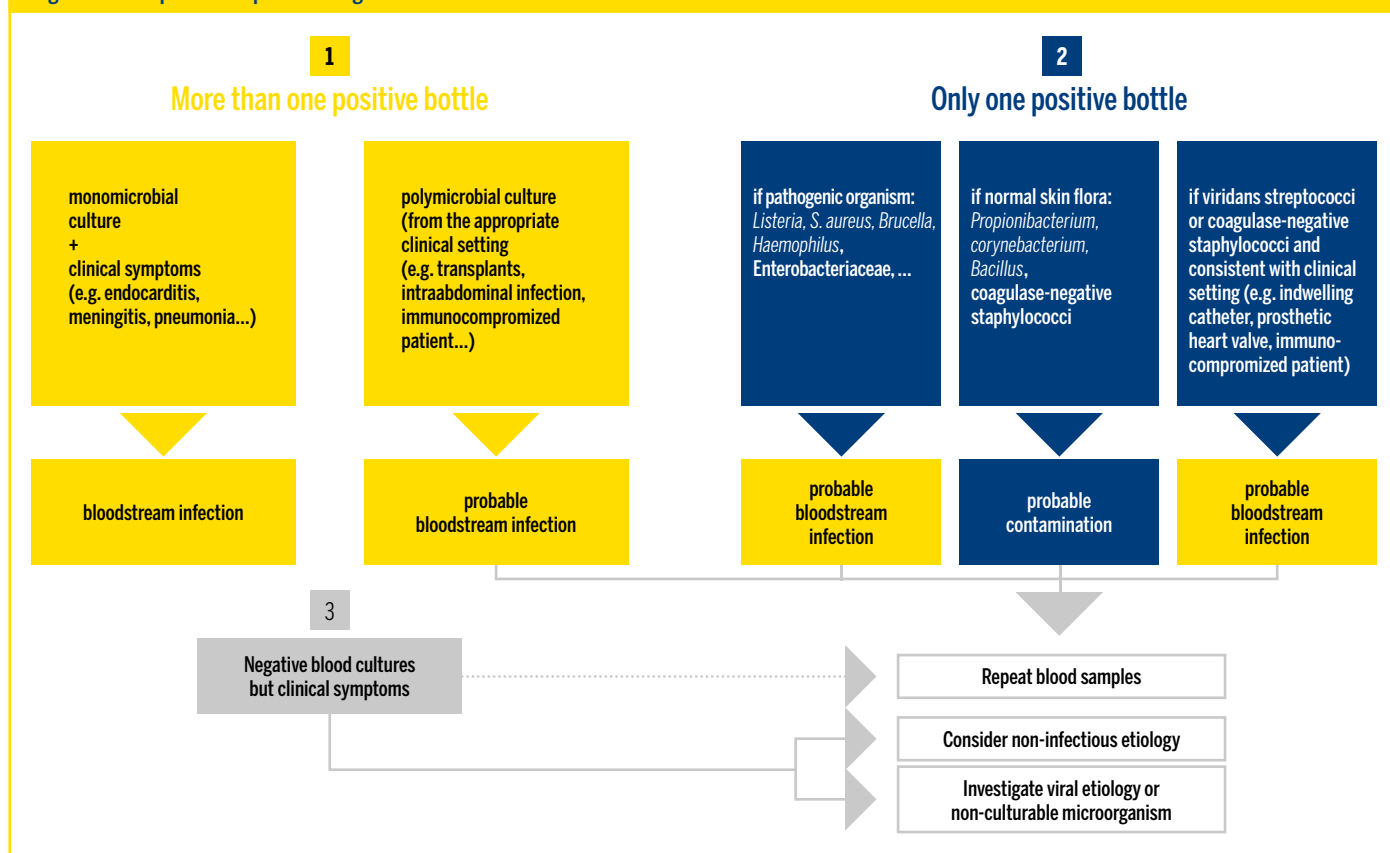 1
More than one positive bottle
monomicrobial
culture
+
clinical symptoms
(e.g. endocarditis,
meningitis, pneumonia...)
polymicrobial culture
(from the appropriate
clinical setting
(e.g. transplants,
intraabdominal infection,
immunocompromized
patient...)
bloodstream infection
probable
bloodstream infection
2
Only one positive bottle
if pathogenic organism:
Listeria, S. aureus, Brucella,
Haemophilus,
Enterobacteriaceae, ...
if normal skin flora:
Propionibacterium,
corynebacterium,
Bacillus,
coagulase-negative
staphylococci
if viridans streptococci
or coagulase-negative
staphylococci and
consistent with clinical
setting (e.g. indwelling
catheter, prosthetic
heart valve, immuno-
compromized patient)
probable
bloodstream
infection
probable
contamination
probable
bloodstream
infection
3
Negative blood cultures
but clinical symptoms
Repeat blood samples
Consider non-infectious etiology
Investigate viral etiology or
non-culturable microorganism